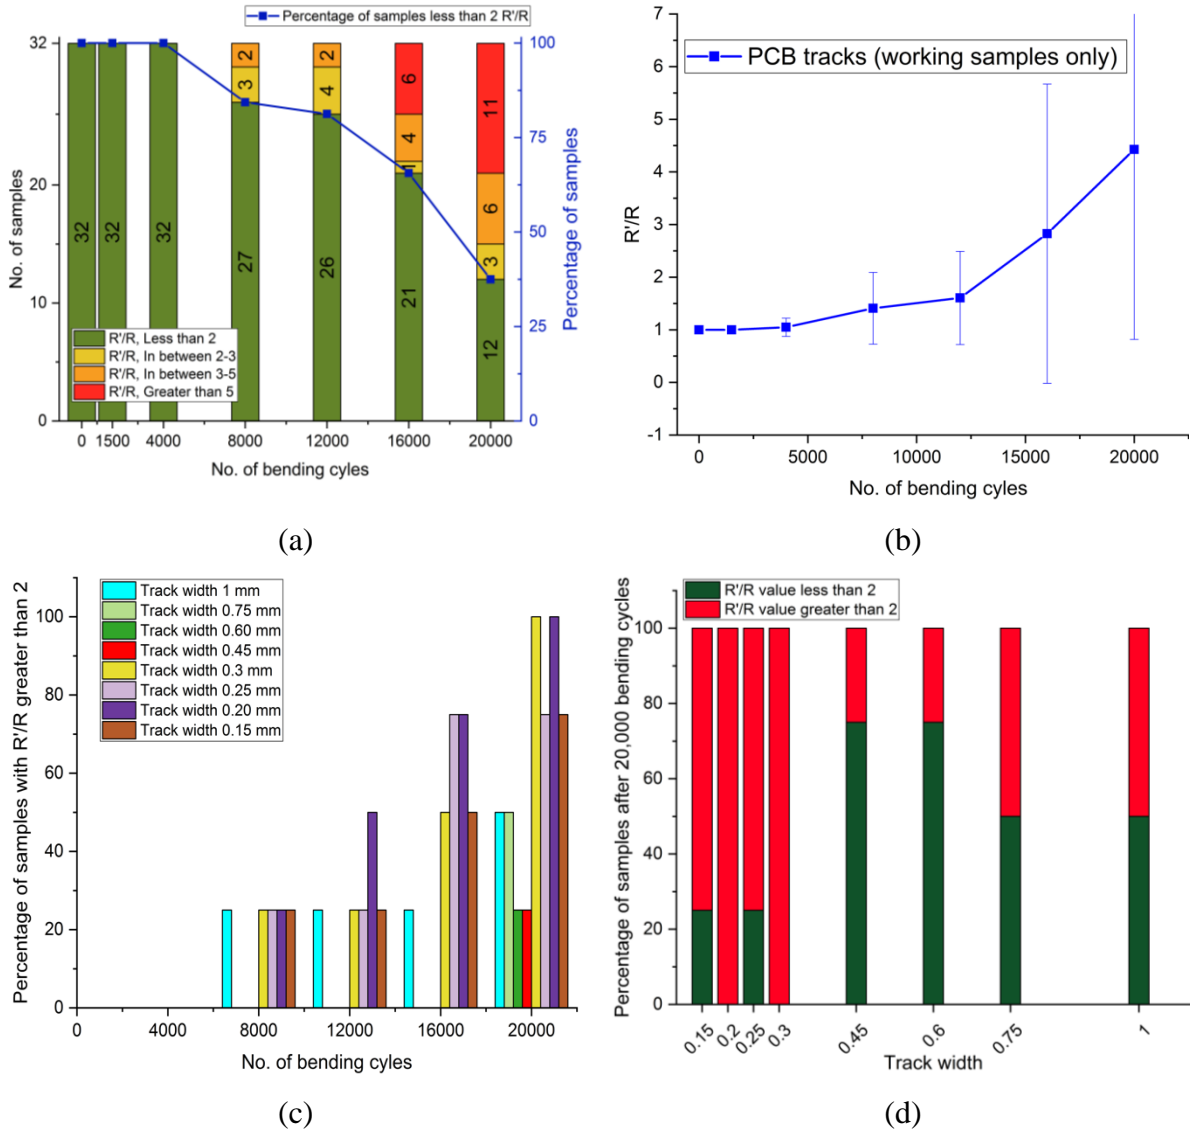 Percentage of samples less than 2 R'/R
32
20
10
0
No. of samples
100
75
50
25
0
Percentage of samples
32
32
32
27
3
2
26
4
2
21
1
4
6
12
3
6
11
R'/R, Less than 2
R'/R, In between 2-3
R'/R, In between 3-5
R'/R, Greater than 5
0 1500 4000 8000 12000 16000 20000
No. of bending cyles
(a)
7
6
5
4
3
2
1
0
-1
R'/R
PCB tracks (working samples only)
0 5000 10000 15000 20000
No. of bending cyles
(b)
Percentage of samples with R'/R greater than 2
100
80
60
40
20
0
Track width 1 mm
Track width 0.75 mm
Track width 0.60 mm
Track width 0.45 mm
Track width 0.3 mm
Track width 0.25 mm
Track width 0.20 mm
Track width 0.15 mm
0 4000 8000 12000 16000 20000
No. of bending cyles
(c)
Percentage of samples after 20,000 bending cycles
R'/R value less than 2
R'/R value greater than 2
100
80
60
40
20
0
0.15 0.2 0.25 0.3 0.45 0.6 0.75 1
Track width
(d)